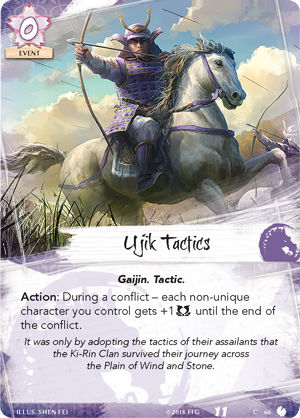 0
EVENT
Ujik Tactics
Gaijin. Tactic.
Action: During a conflict – each non-unique
character you control gets +1 until the end of
the conflict.
It was only by adopting the tactics of their assailants that
the Ki-Rin Clan survived their journey across
the Plain of Wind and Stone.
ILLUS. SHEN FEI
© 2018 FFG
11
C 66